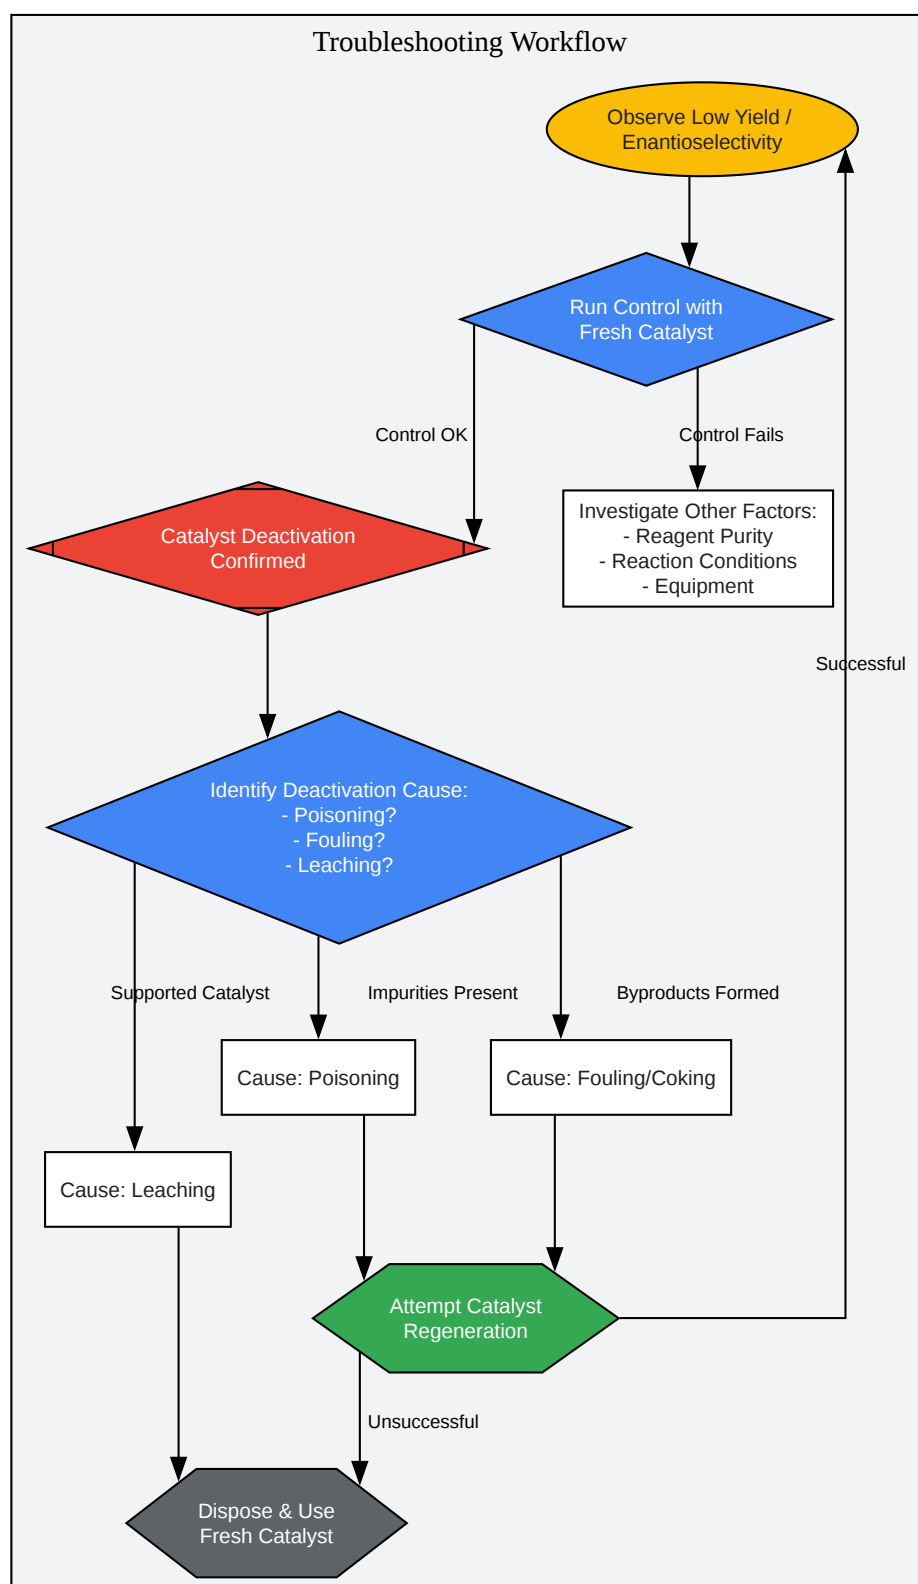 Troubleshooting Workflow
Observe Low Yield /
Enantioselectivity
Run Control with
Fresh Catalyst
Control OK
Control Fails
Catalyst Deactivation
Confirmed
Investigate Other Factors:
- Reagent Purity
- Reaction Conditions
- Equipment
Successful
Identify Deactivation Cause:
- Poisoning?
- Fouling?
- Leaching?
Supported Catalyst
Impurities Present
Byproducts Formed
Cause: Poisoning
Cause: Fouling/Coking
Cause: Leaching
Attempt Catalyst
Regeneration
Unsuccessful
Dispose & Use
Fresh Catalyst